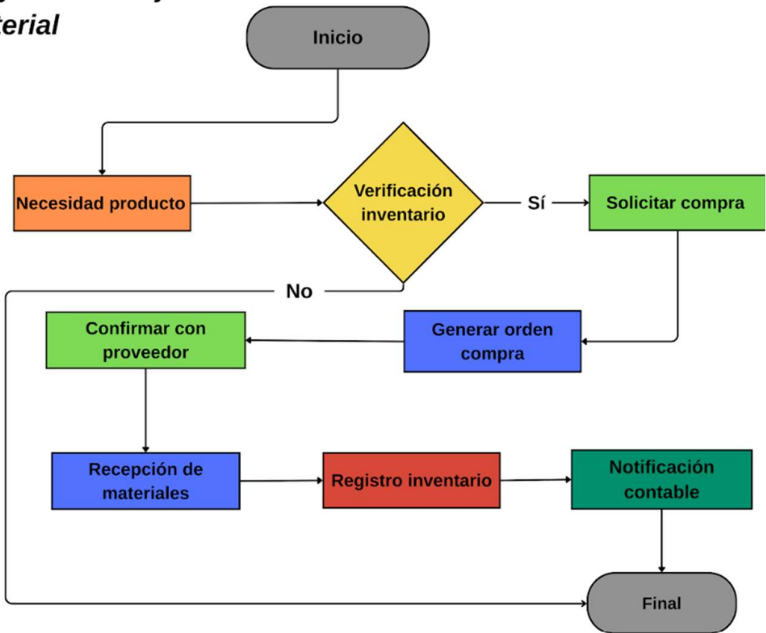 terial
Inicio
Necesidad producto
Verificación
inventario
Sí
Solicitar compra
No
Confirmar con
proveedor
Generar orden
compra
Recepción de
materiales
Registro inventario
Notificación
contable
Final